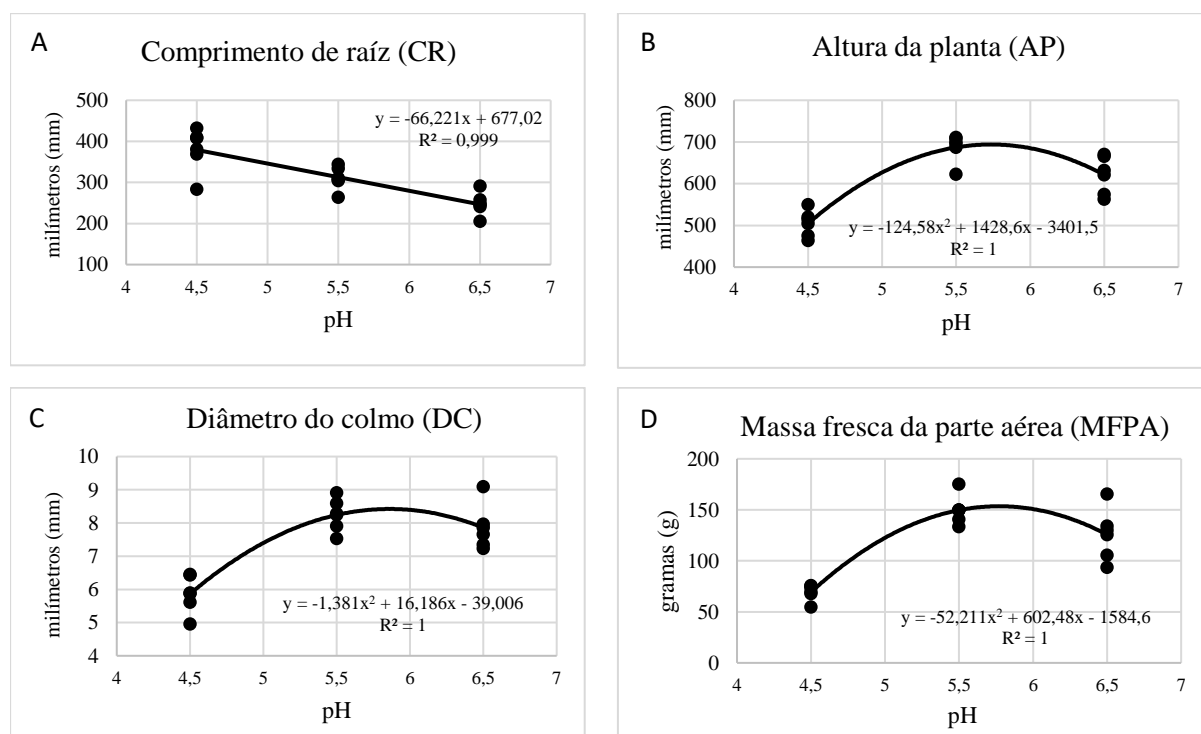 A
Comprimento de raíz (CR)
milímetros (mm)
500
400
300
200
100
y = -66,221x + 677,02
R² = 0,999
4 4,5 5 5,5 6 6,5 7
pH
B
Altura da planta (AP)
milímetros (mm)
800
700
600
500
400
y = -124,58x² + 1428,6x - 3401,5
R² = 1
4 4,5 5 5,5 6 6,5 7
pH
C
Diâmetro do colmo (DC)
milímetros (mm)
10
9
8
7
6
5
4
y = -1,381x² + 16,186x - 39,006
R² = 1
4 4,5 5 5,5 6 6,5 7
pH
D
Massa fresca da parte aérea (MFPA)
gramas (g)
200
150
100
50
0
y = -52,211x² + 602,48x - 1584,6
R² = 1
4 4,5 5 5,5 6 6,5 7
pH